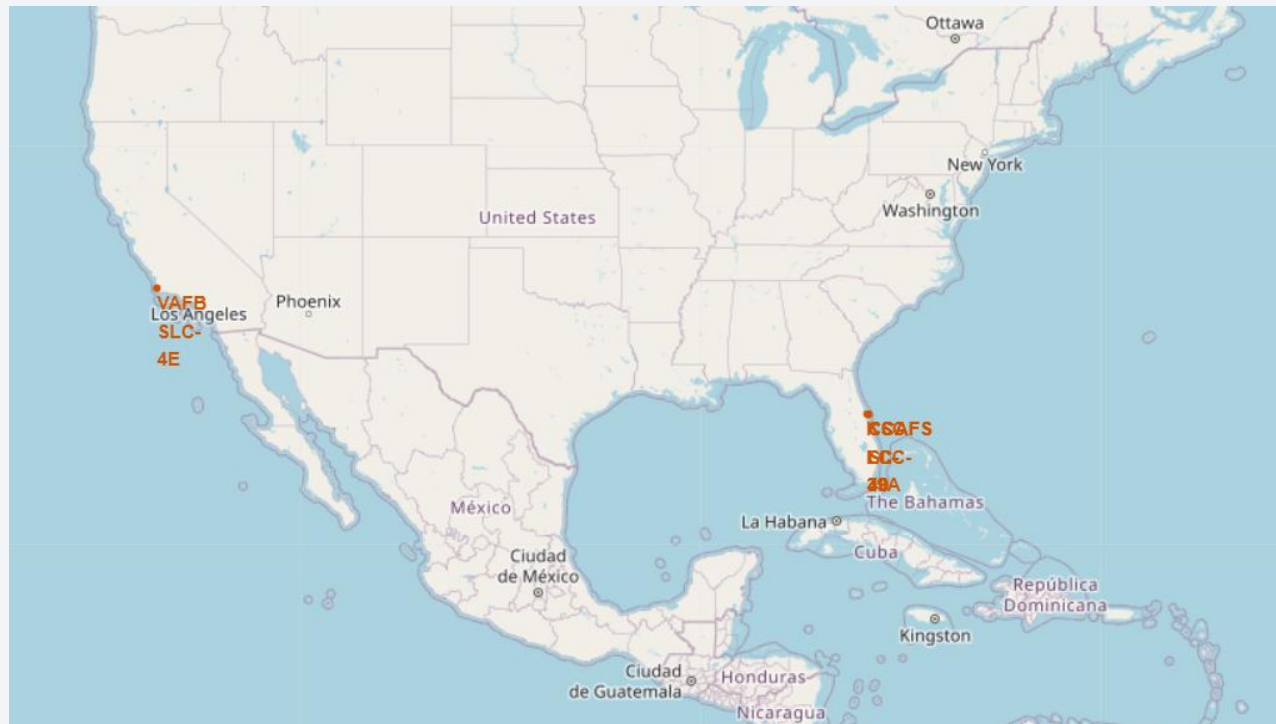 Ottawa
New York
Washington
United States
Phoenix
VAFB
Los Angeles
SLC-
4E
The Bahamas
La Habana
México
Cuba
Ciudad
de México
República
Dominicana
Kingston
Ciudad
de Guatemala
Honduras
Nicaragua